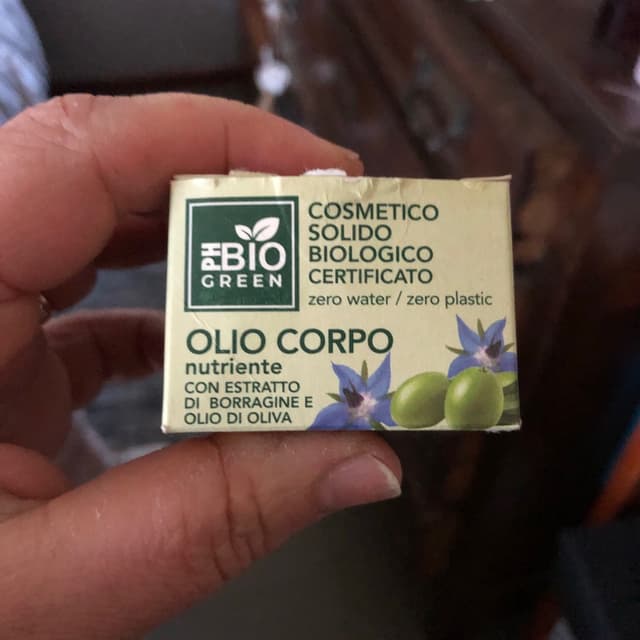 PH BIO
GREEN
COSMETICO
SOLIDO
BIOLOGICO
CERTIFICATO
zero water / zero plastic
OLIO CORPO
nutriente
CON ESTRATTO
DI BORRAGINE E
OLIO DI OLIVA